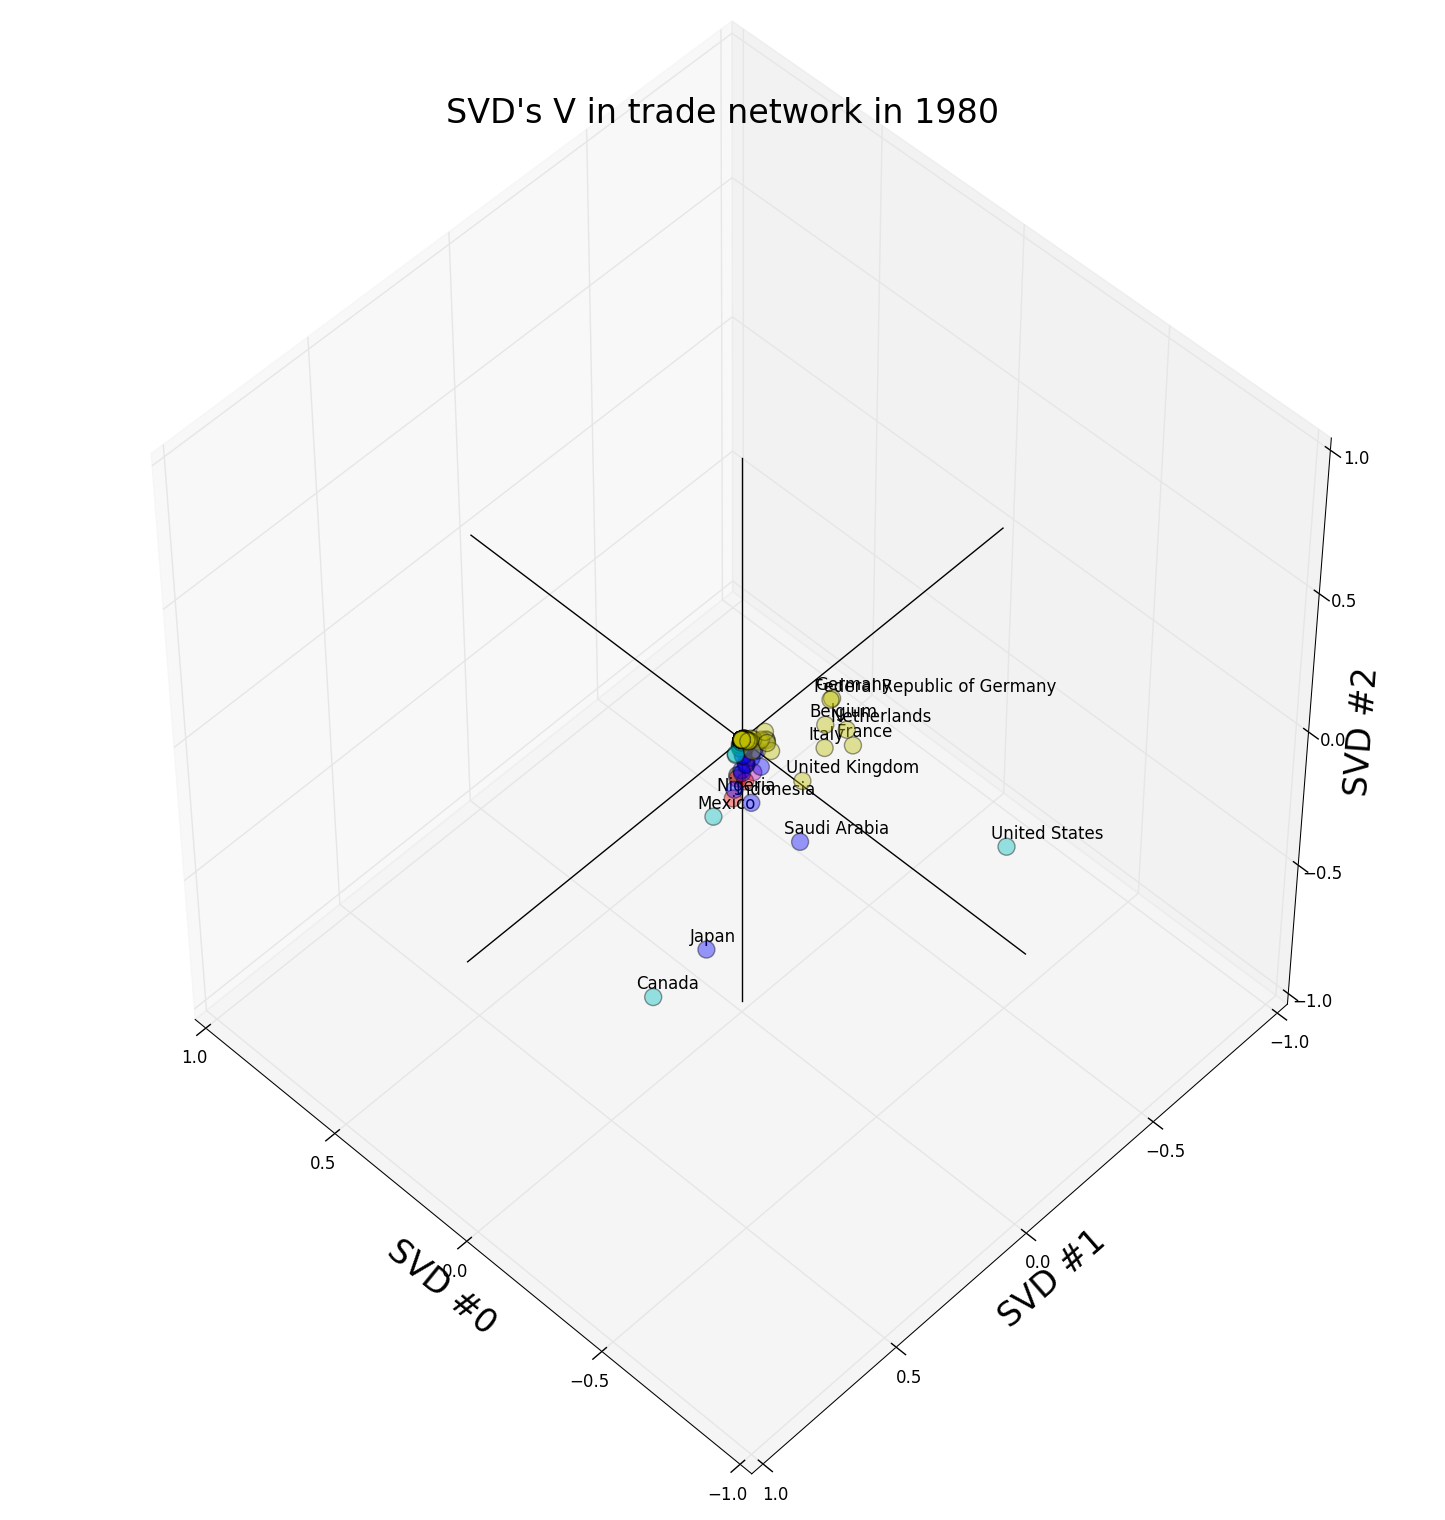 SVD's V in trade network in 1980
1.0
0.5
0.0
−0.5
−1.0
SVD #2
Germany
Federal Republic of Germany
Belgium
Netherlands
Italy
France
United Kingdom
Nigeria
Indonesia
Mexico
Saudi Arabia
United States
Japan
Canada
1.0
0.5
0.0
−0.5
−1.0
SVD #0
−1.0
−0.5
0.0
0.5
1.0
SVD #1